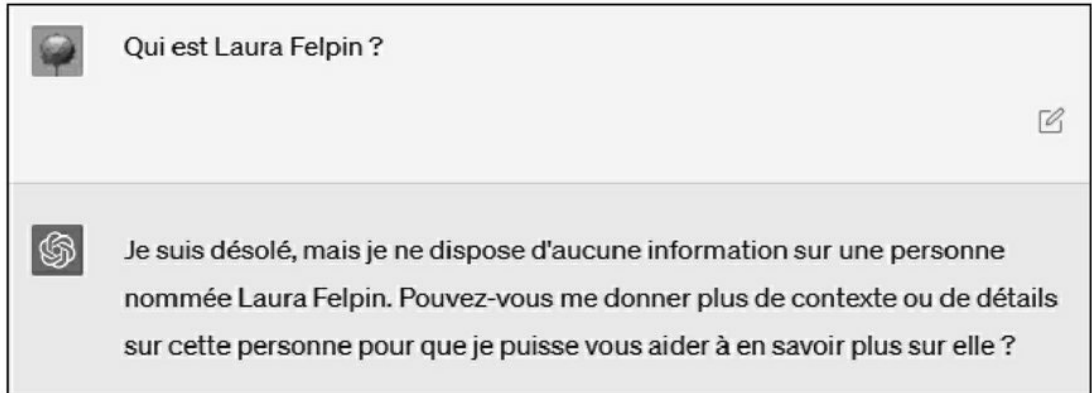 Qui est Laura Felpin ?
Je suis désolé, mais je ne dispose d'aucune information sur une personne
nommée Laura Felpin. Pouvez-vous me donner plus de contexte ou de détails
sur cette personne pour que je puisse vous aider à en savoir plus sur elle ?